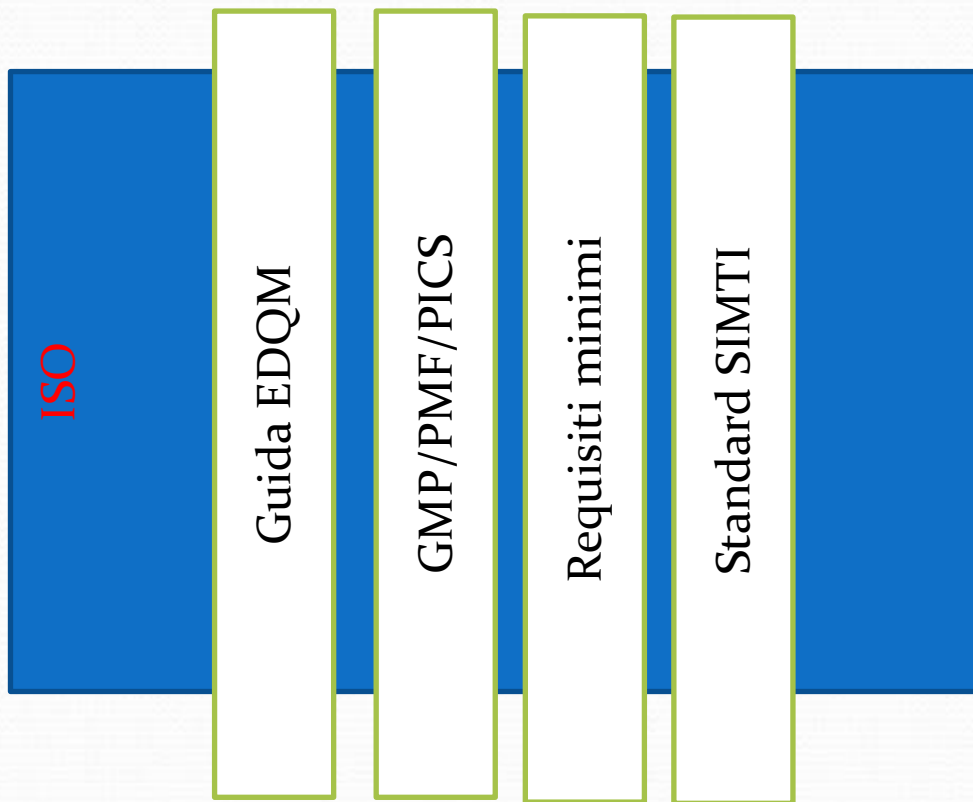 ISO
Guida EDQM
GMP/PMF/PICS
Requisiti minimi
Standard SIMTI